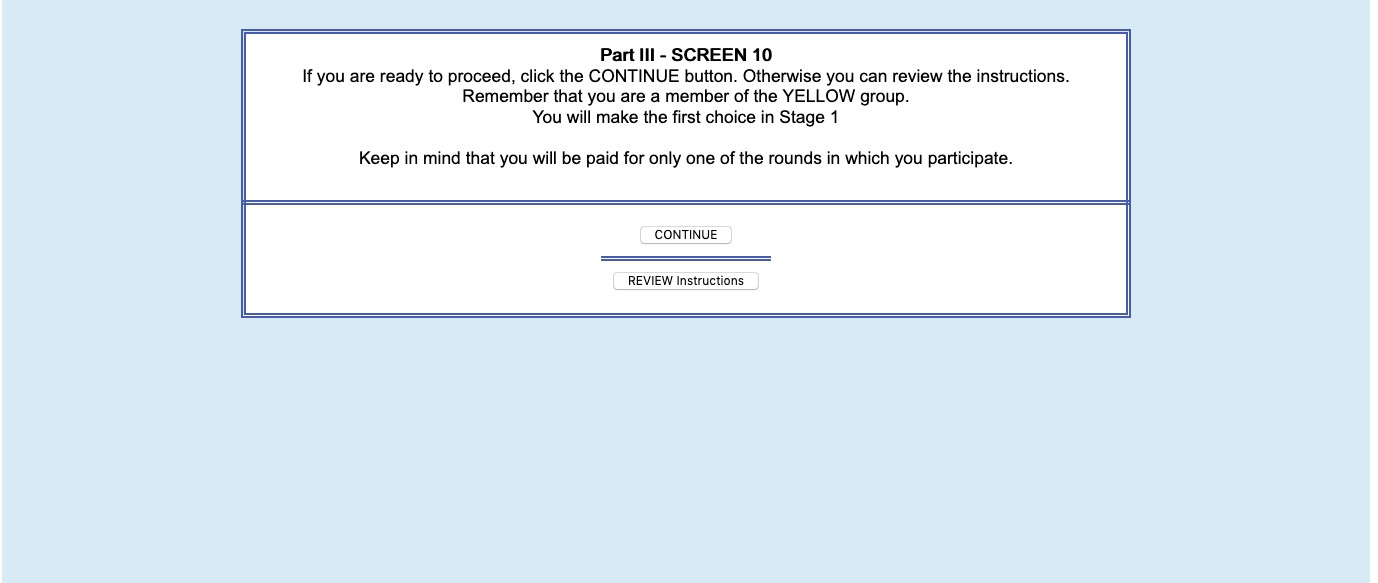 Part III - SCREEN 10
If you are ready to proceed, click the CONTINUE button. Otherwise you can review the instructions.
Remember that you are a member of the YELLOW group.
You will make the first choice in Stage 1
Keep in mind that you will be paid for only one of the rounds in which you participate.
CONTINUE
REVIEW Instructions